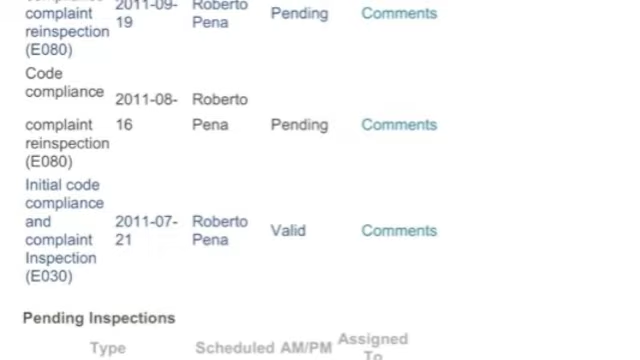 complaint 2011-09- Roberto Pending Comments
reinspection 19 Pena
(E080)
Code
compliance
2011-08- Roberto
complaint 16 Pena Pending Comments
reinspection
(E080)
Initial code
compliance
and 2011-07- Roberto Valid Comments
complaint 21 Pena
Inspection
(E030)
Pending Inspections
Type Scheduled AM/PM Assigned
To